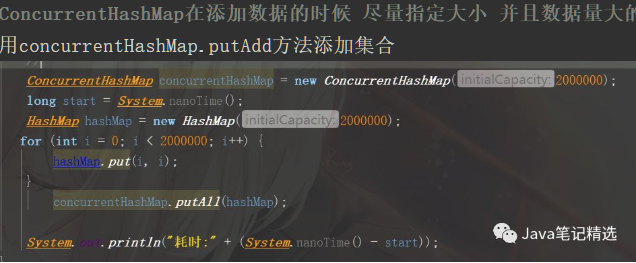 ConcurrentHashMap在添加数据的时候 尽量指定大小 并且数据量大的
用concurrentHashMap.putAdd方法添加集合
ConcurrentHashMap concurrentHashMap = new ConcurrentHashMap( initialCapacity: 2000000);
long start = System.nanoTime();
HashMap hashMap = new HashMap( initialCapacity: 2000000);
for (int i = 0; i < 2000000; i++) {
hashMap.put(i, i);
}
concurrentHashMap.putAll(hashMap);
System.out.println("耗时:" + (System.nanoTime() - start));
Java笔记精选